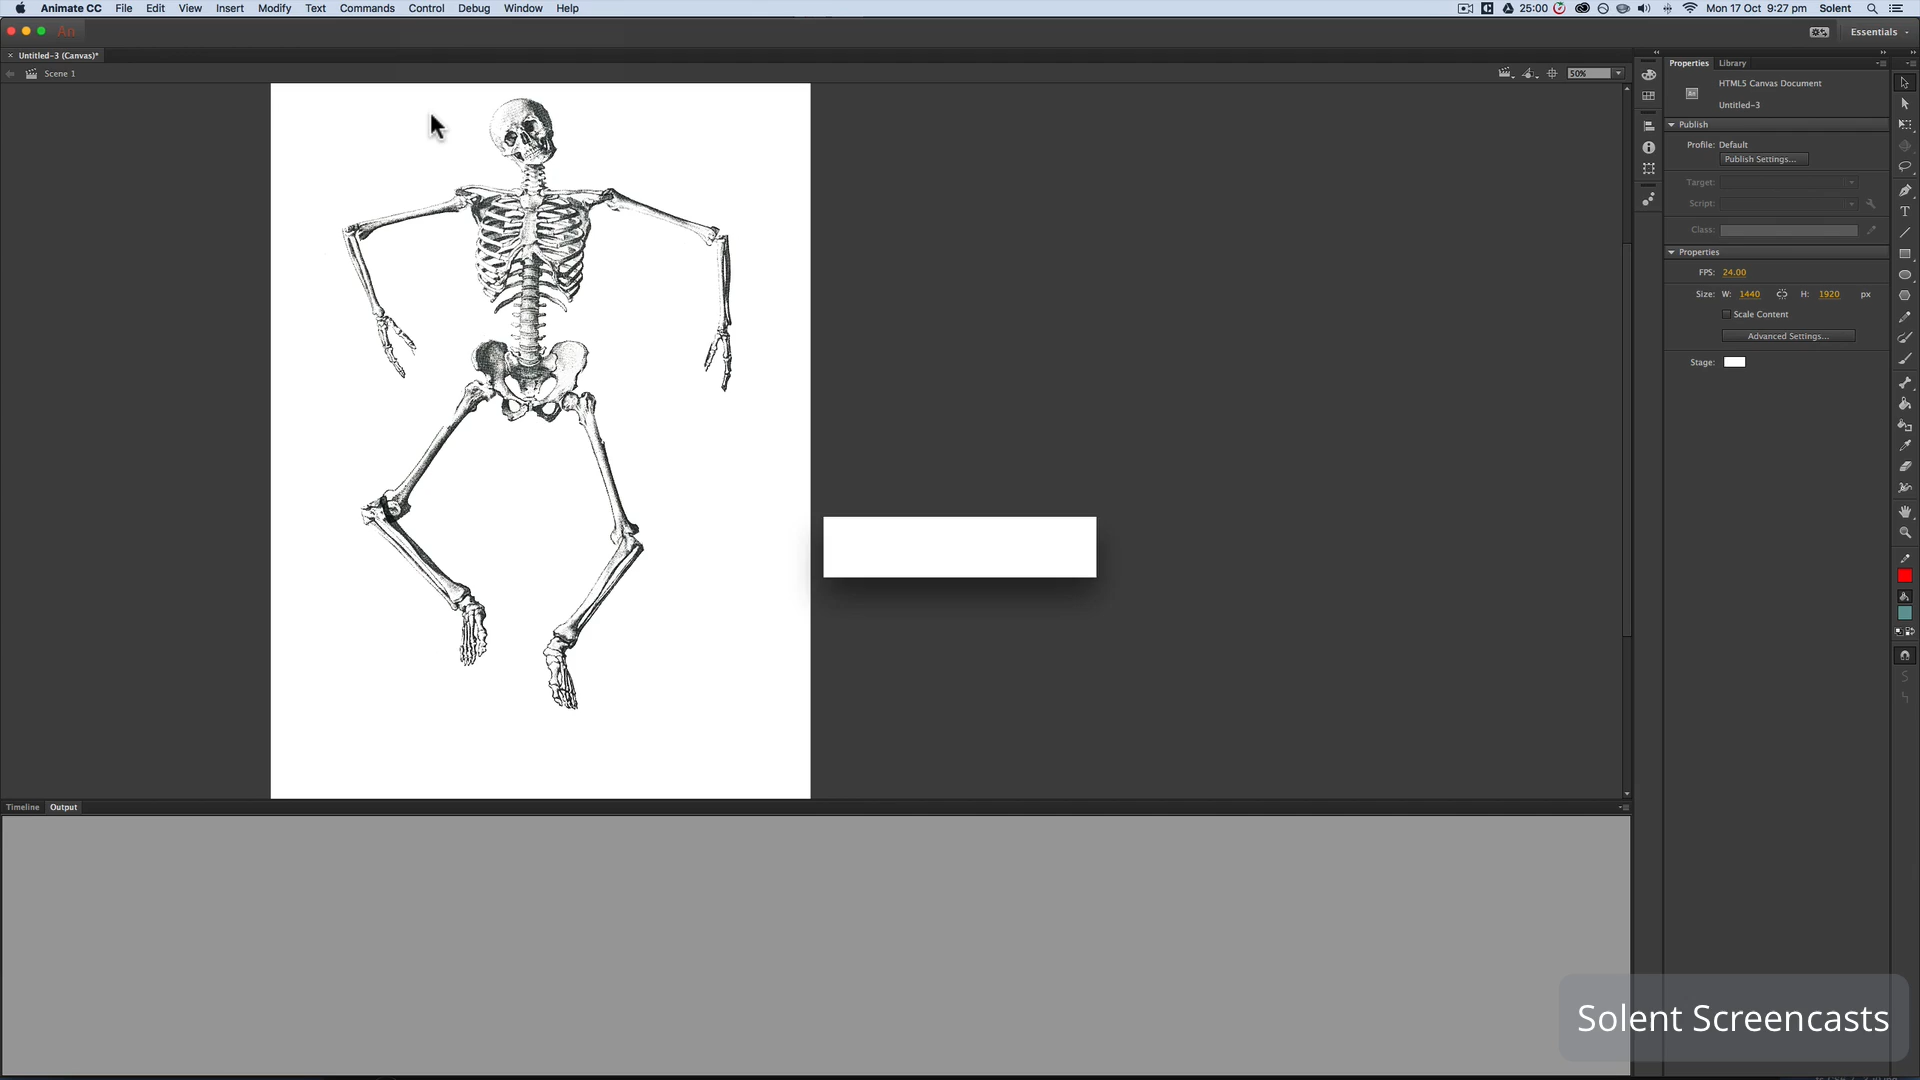 Animate CC File Edit View Insert Modify Text Commands Control Debug Window Help 25:00 Mon 17 Oct 9:27 pm Solent
An Essentials
Untitled-3 (Canvas)*
Scene 1 50%
Properties Library
HTML5 Canvas Document
An
Untitled-3
Publish
Profile: Default
Publish Settings...
Target:
Script:
Class:
Properties
FPS: 24.00
Size: W: 1440 H: 1920 px
Scale Content
Advanced Settings...
Stage:
Timeline Output
Solent Screencasts